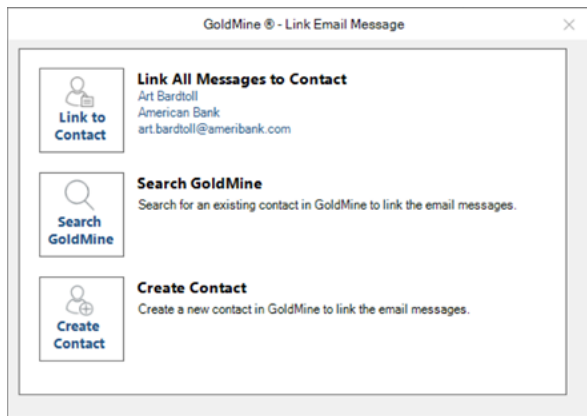 GoldMine ® - Link Email Message
Link to
Contact
Link All Messages to Contact
Art Bardtoll
American Bank
art.bardtoll@ameribank.com
Search
GoldMine
Search GoldMine
Search for an existing contact in GoldMine to link the email messages.
Create
Contact
Create Contact
Create a new contact in GoldMine to link the email messages.